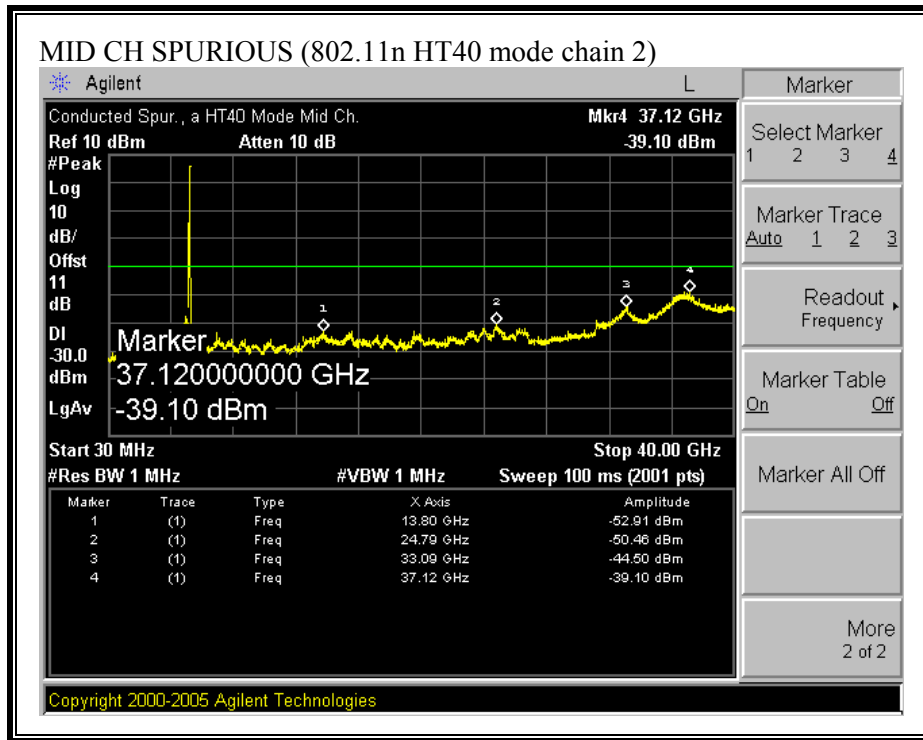 MID CH SPURIOUS (802.11n HT40 mode chain 2)
Agilent L
Marker
Conducted Spur., a HT40 Mode Mid Ch. Mkr4 37.12 GHz
Ref 10 dBm Atten 10 dB -39.10 dBm
#Peak
Log
10
dB/
Offst
11
dB
DI
-30.0
dBm
LgAv
1
2
3
4
Marker
37.120000000 GHz
-39.10 dBm
Start 30 MHz Stop 40.00 GHz
#Res BW 1 MHz #VBW 1 MHz Sweep 100 ms (2001 pts)
Marker Trace Type X Axis Amplitude
1 (1) Freq 13.80 GHz -52.91 dBm
2 (1) Freq 24.79 GHz -50.46 dBm
3 (1) Freq 33.09 GHz -44.50 dBm
4 (1) Freq 37.12 GHz -39.10 dBm
Select Marker
1 2 3 4
Marker Trace
Auto 1 2 3
Readout
Frequency
Marker Table
On Off
Marker All Off
More
2 of 2
Copyright 2000-2005 Agilent Technologies